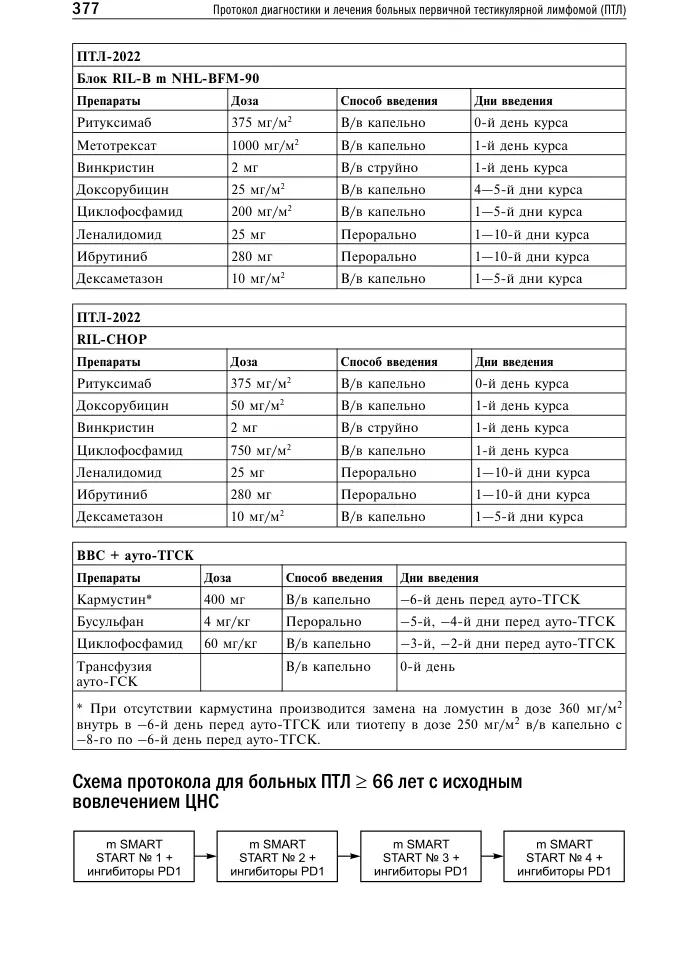 377 Протокол диагностики и лечения больных первичной тестикулярной лимфомой (ПТЛ)
ПТЛ-2022
Блок RIL-B m NHL-BFM-90
Препараты Доза Способ введения Дни введения
Ритуксимаб 375 мг/м² В/в капельно 0-й день курса
Метотрексат 1000 мг/м² В/в капельно 1-й день курса
Винкристин 2 мг В/в струйно 1-й день курса
Доксорубицин 25 мг/м² В/в капельно 4—5-й дни курса
Циклофосфамид 200 мг/м² В/в капельно 1—5-й дни курса
Леналидомид 25 мг Перорально 1—10-й дни курса
Ибрутиниб 280 мг Перорально 1—10-й дни курса
Дексаметазон 10 мг/м² В/в капельно 1—5-й дни курса
ПТЛ-2022
RIL-CHOP
Препараты Доза Способ введения Дни введения
Ритуксимаб 375 мг/м² В/в капельно 0-й день курса
Доксорубицин 50 мг/м² В/в капельно 1-й день курса
Винкристин 2 мг В/в струйно 1-й день курса
Циклофосфамид 750 мг/м² В/в капельно 1-й день курса
Леналидомид 25 мг Перорально 1—10-й дни курса
Ибрутиниб 280 мг Перорально 1—10-й дни курса
Дексаметазон 10 мг/м² В/в капельно 1—5-й дни курса
BBC + ауто-ТГСК
Препараты Доза Способ введения Дни введения
Кармустин* 400 мг В/в капельно −6-й день перед ауто-ТГСК
Бусульфан 4 мг/кг Перорально −5-й, −4-й дни перед ауто-ТГСК
Циклофосфамид 60 мг/кг В/в капельно −3-й, −2-й дни перед ауто-ТГСК
Трансфузия В/в капельно 0-й день
ауто-ГСК
* При отсутствии кармустина производится замена на ломустин в дозе 360 мг/м²
внутрь в −6-й день перед ауто-ТГСК или тиотепу в дозе 250 мг/м² в/в капельно с
−8-го по −6-й день перед ауто-ТГСК.
Схема протокола для больных ПТЛ ≥ 66 лет с исходным
вовлечением ЦНС
m SMART m SMART m SMART m SMART
START № 1 + START № 2 + START № 3 + START № 4 +
ингибиторы PD1 ингибиторы PD1 ингибиторы PD1 ингибиторы PD1